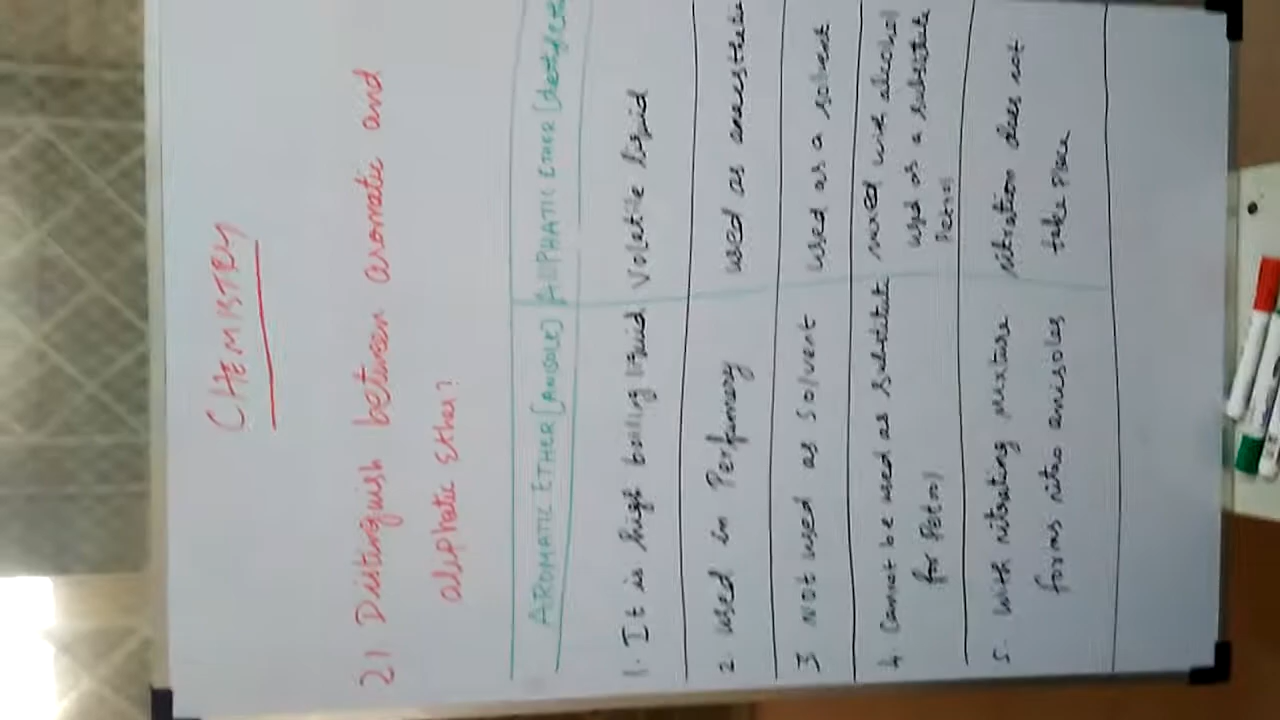 CHEMISTRY
2) Distinguish between aromatic and
aliphatic Ether?
AROMATIC ETHER [ANISOLE] ALIPHATIC ETHER
1. It is high boiling liquid volatile liquid
2 used in Perfumery used as anaesthetic
3 Not used as Solvent used as a solvent
4. Cannot be used as substitute mixed with alcohol
for Petrol used as a substitute
Petrol
5. With nitrating mixture nitration does not
forms nitro anisoles take Place